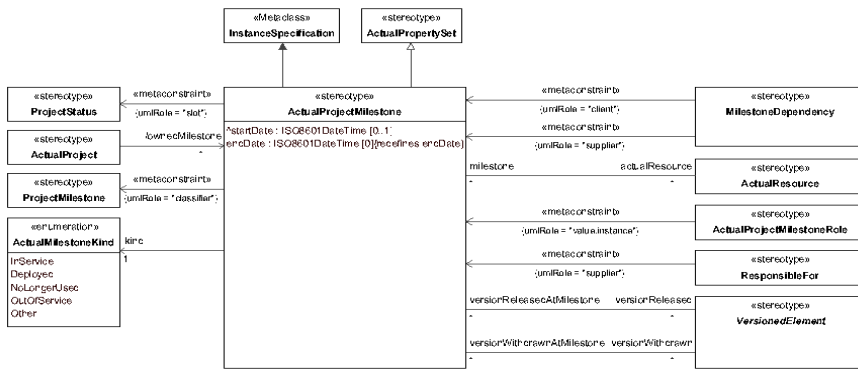 «Metaclass»
InstanceSpecification
«stereotype»
ActualPropertySet
«stereotype»
ProjectStatus
«metaconstraint»
{umlRole = "slot"}
«stereotype»
ActualProject
ownedMilestone
*
«stereotype»
ProjectMilestone
«metaconstraint»
{umlRole = "classifier"}
«enumeration»
ActualMilestoneKind
InService
Deployed
NoLongerUsed
OutOfService
Other
kind
1
«stereotype»
ActualProjectMilestone
^startDate : ISO8601DateTime [0..1]
endDate : ISO8601DateTime [0]{redefines endDate}
«metaconstraint»
{umlRole = "client"}
«stereotype»
MilestoneDependency
«metaconstraint»
{umlRole = "supplier"}
milestone
*
actualResource
*
«stereotype»
ActualResource
«metaconstraint»
{umlRole = "value.instance"}
«stereotype»
ActualProjectMilestoneRole
«metaconstraint»
{umlRole = "supplier"}
«stereotype»
ResponsibleFor
versionReleasedAtMilestone
*
versionReleased
*
«stereotype»
VersionedElement
versionWithdrawnAtMilestone
*
versionWithdrawn
*